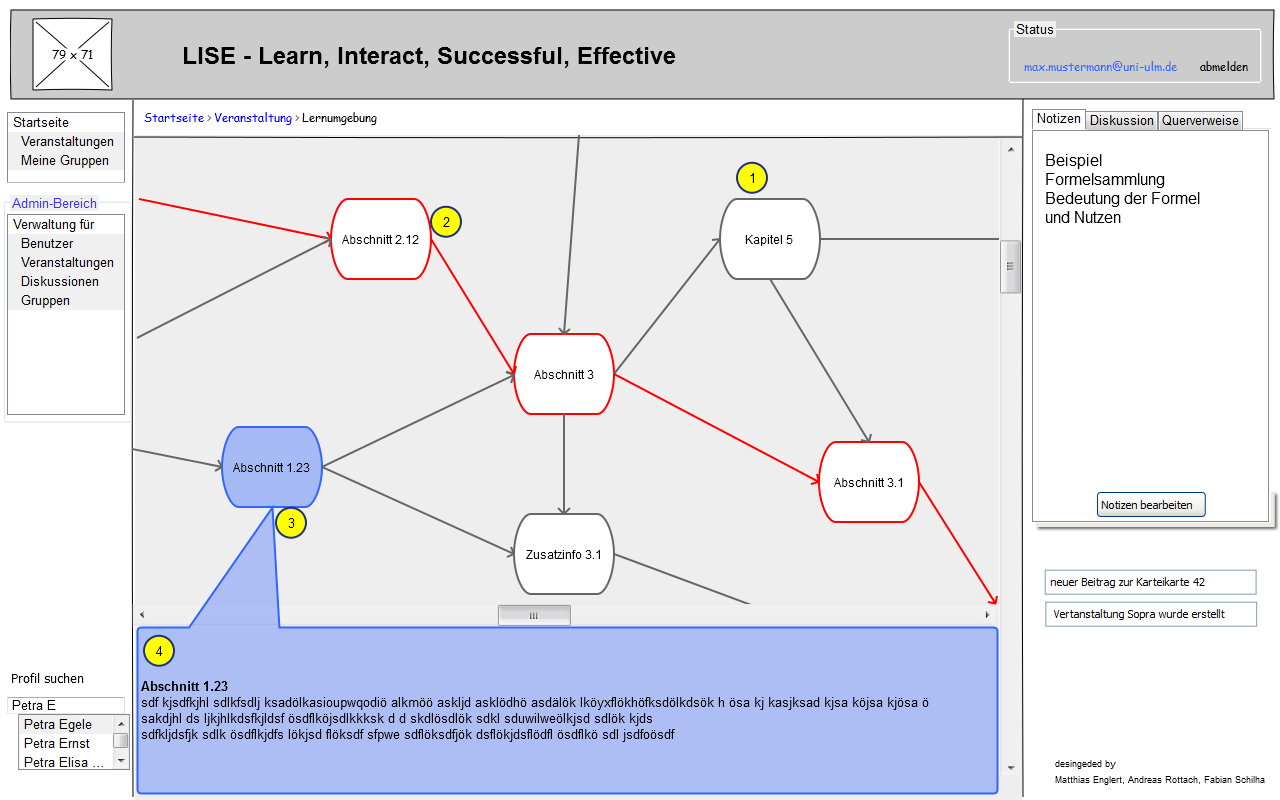 79 x 71
LISE - Learn, Interact, Successful, Effective
Status
max.mustermann@uni-ulm.de abmelden
Startseite
Veranstaltungen
Meine Gruppen
Admin-Bereich
Verwaltung für
Benutzer
Veranstaltungen
Diskussionen
Gruppen
Profil suchen
Petra E
Petra Egele
Petra Ernst
Petra Elisa ...
Startseite > Veranstaltung > Lernumgebung
1
Kapitel 5
2
Abschnitt 2.12
Abschnitt 3
Abschnitt 1.23
3
Abschnitt 3.1
Zusatzinfo 3.1
4
Abschnitt 1.23
sdf kjsdfkjhl sdlkfsdlj ksadölkasioupwqodiö alkmöö askljd asklödhö asdälök lköyxflökhöfksdölkdsök h ösa kj kasjksad kjsa köjsa kjösa ö
sakdjhl ds ljkjhlkdsfkjldsf ösdflköjsdlkkksk d d skdlösdlök sdkl sduwilweölkjsd sdlök kjds
sdfkljdsfjk sdlk ösdflkjdfs lökjsd flöksdf sfpwe sdflöksdfjök dsflökjdsflödfl ösdflkö sdl jsdfoösdf
Notizen Diskussion Querverweise
Beispiel
Formelsammlung
Bedeutung der Formel
und Nutzen
Notizen bearbeiten
neuer Beitrag zur Karteikarte 42
Vertanstaltung Sopra wurde erstellt
desingeded by
Matthias Englert, Andreas Rottach, Fabian Schilha